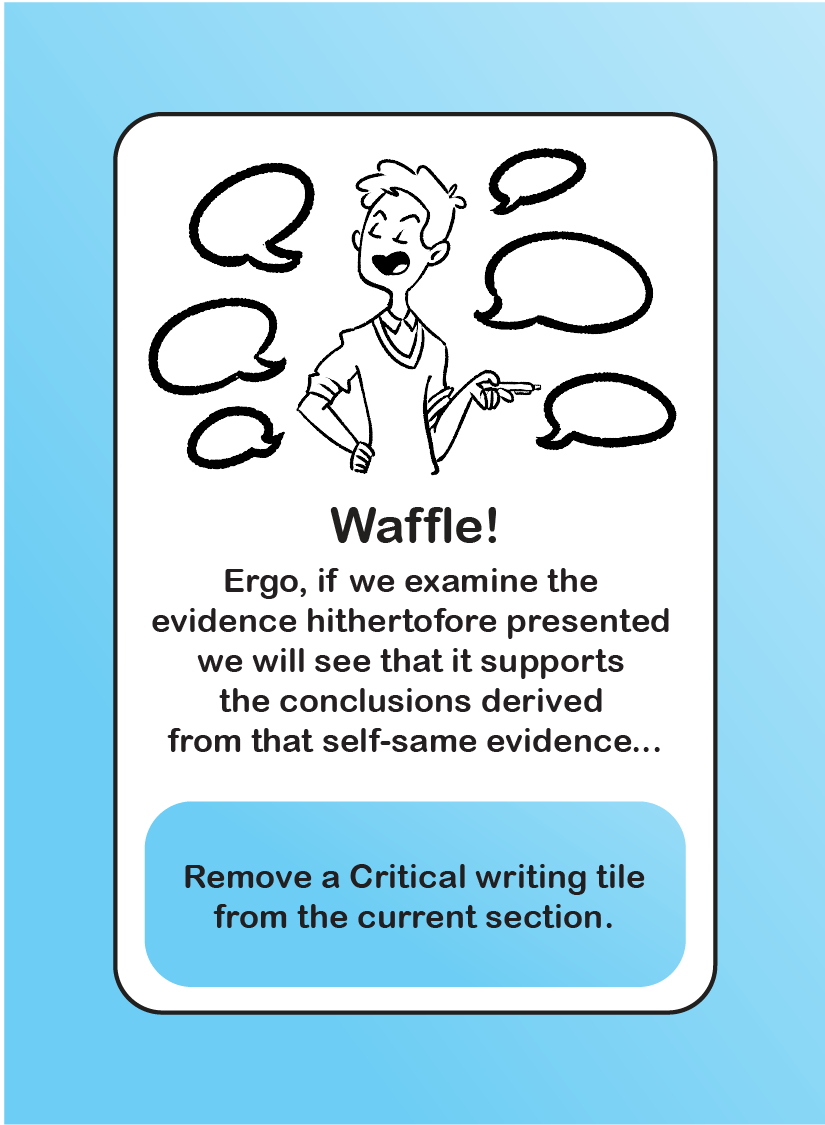 Waffle!
Ergo, if we examine the
evidence hithertofore presented
we will see that it supports
the conclusions derived
from that self-same evidence...
Remove a Critical writing tile
from the current section.